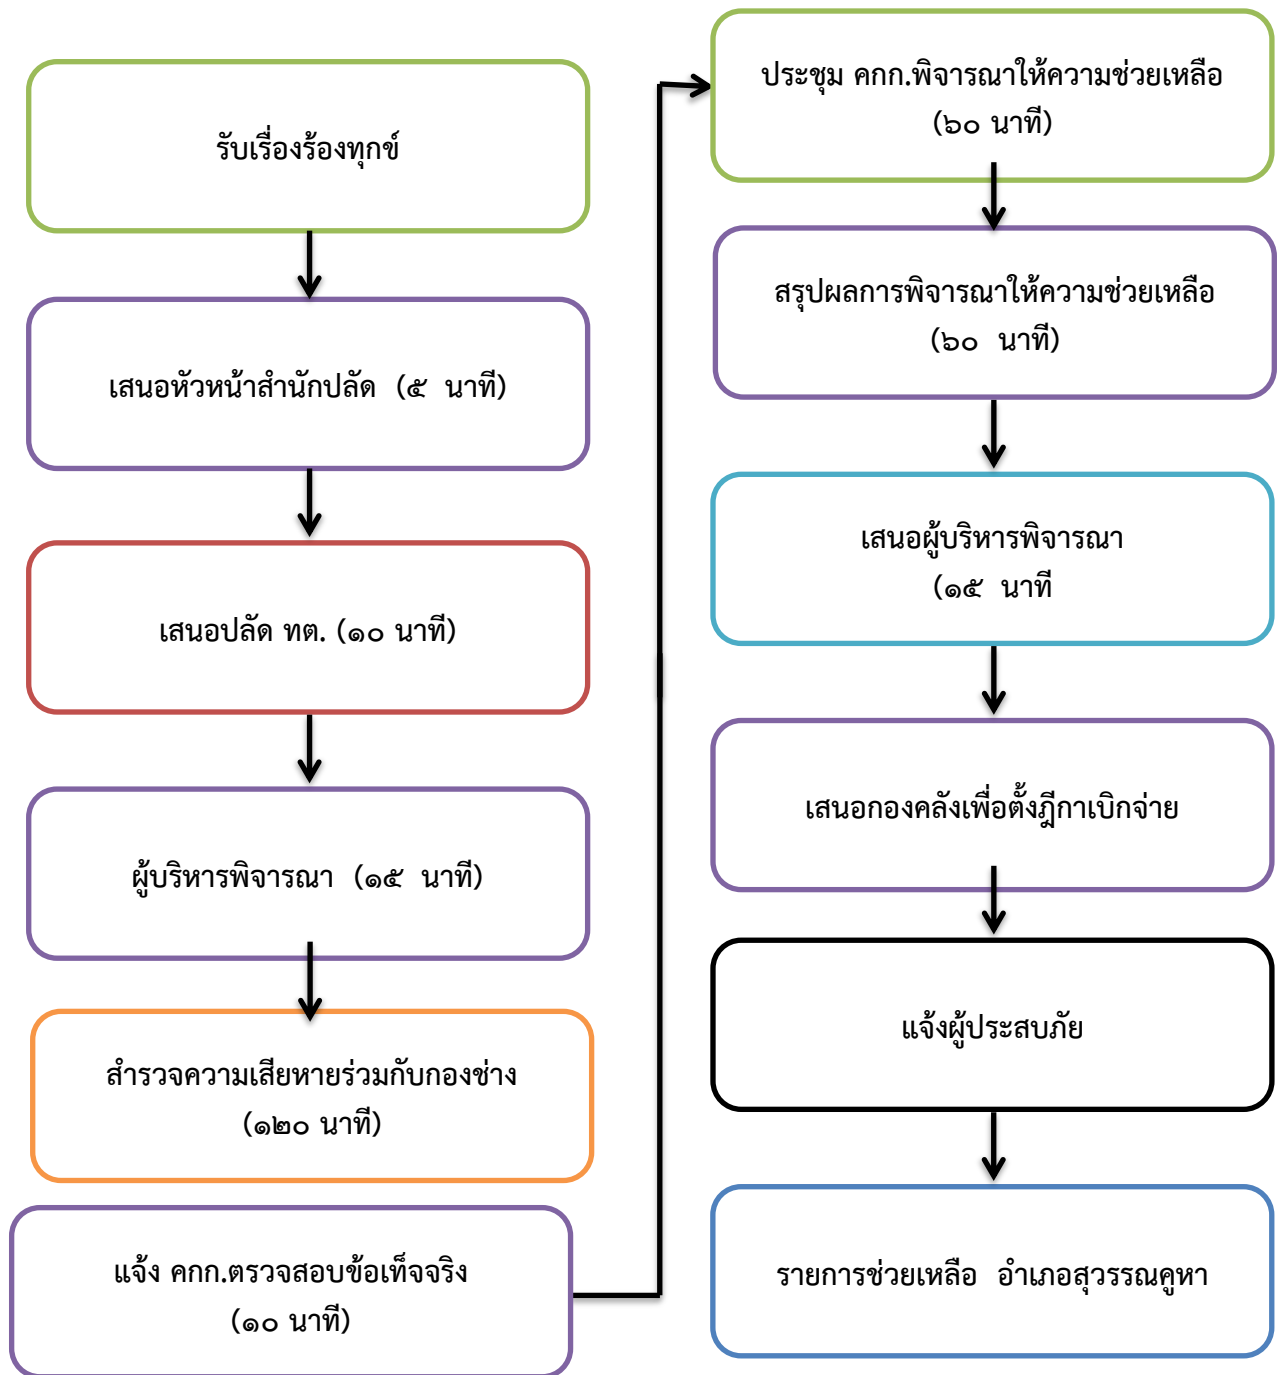 รับเรื่องร้องทุกข์
เสนอหัวหน้าสำนักปลัด (๕ นาที)
เสนอปลัด ทต. (๑๐ นาที)
ผู้บริหารพิจารณา (๑๕ นาที)
สำรวจความเสียหายร่วมกับกองช่าง
(๑๒๐ นาที)
แจ้ง คกก.ตรวจสอบข้อเท็จจริง
(๑๐ นาที)
ประชุม คกก.พิจารณาให้ความช่วยเหลือ
(๖๐ นาที)
สรุปผลการพิจารณาให้ความช่วยเหลือ
(๖๐ นาที)
เสนอผู้บริหารพิจารณา
(๑๕ นาที
เสนอกองคลังเพื่อตั้งฎีกาเบิกจ่าย
แจ้งผู้ประสบภัย
รายการช่วยเหลือ อำเภอสุวรรณคูหา